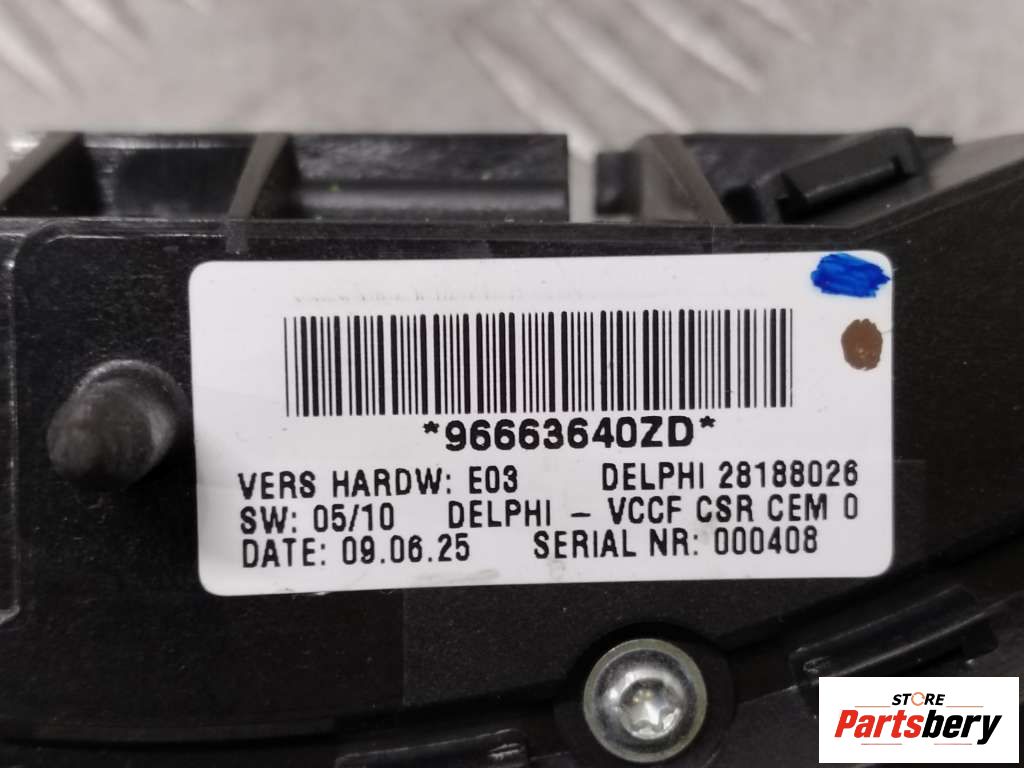 *96663640ZD*
VERS HARDW: E03 DELPHI 28188026
SW: 05/10 DELPHI - VCCF CSR CEM 0
DATE: 09.06.25 SERIAL NR: 000408
STORE
Partsbery